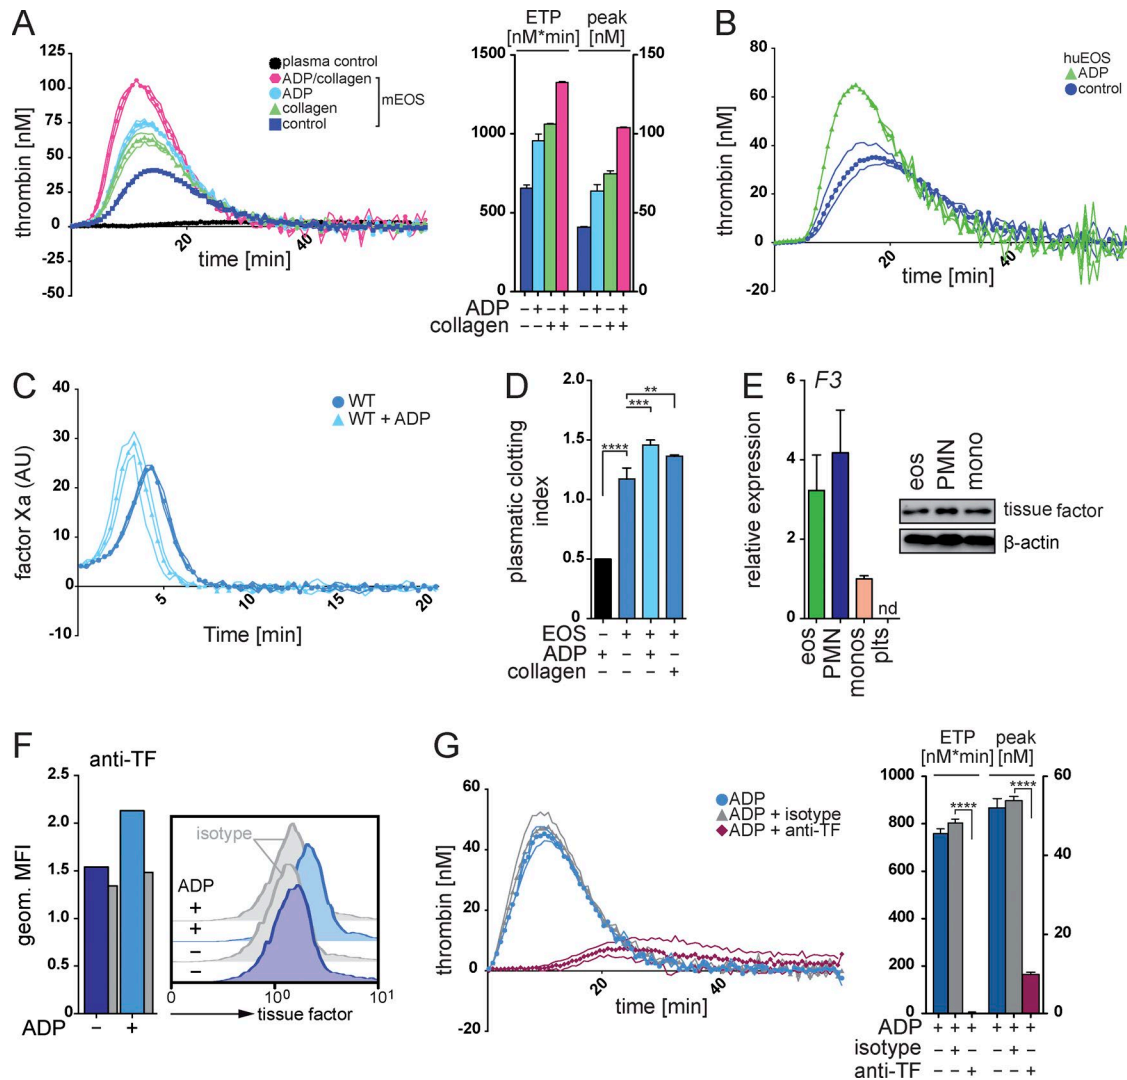 A
thrombin [nM]
125
100
75
50
25
0
-25
-50
20
40
time [min]
plasma control
ADP/collagen
ADP
collagen
control
mEOS
ETP
[nM*min]
peak
[nM]
1500
1000
500
0
150
100
50
0
ADP – + – + – + – +
collagen – – + + – – + +
B
thrombin [nM]
80
60
40
20
0
-20
20
40
time [min]
huEOS
ADP
control
C
factor Xa (AU)
40
30
20
10
0
-10
5
10
15
20
Time [min]
WT
WT + ADP
D
plasmatic clotting
index
2.0
1.5
1.0
0.5
0
****
***
**
EOS – + + +
ADP + – + –
collagen – – – +
E
F3
relative expression
6
4
2
0
nd
eos
PMN
monos
plts
eos
PMN
mono
tissue factor
β-actin
F
anti-TF
geom. MFI
2.5
2.0
1.5
1.0
0.5
0
ADP – +
isotype
ADP
+
+
–
–
0
10⁰
10¹
tissue factor
G
thrombin [nM]
60
40
20
0
-20
20
40
time [min]
ADP
ADP + isotype
ADP + anti-TF
ETP
[nM*min]
peak
[nM]
1000
800
600
400
200
0
60
40
20
0
****
****
ADP + + + + + +
isotype – + – – + –
anti-TF – – + – – +